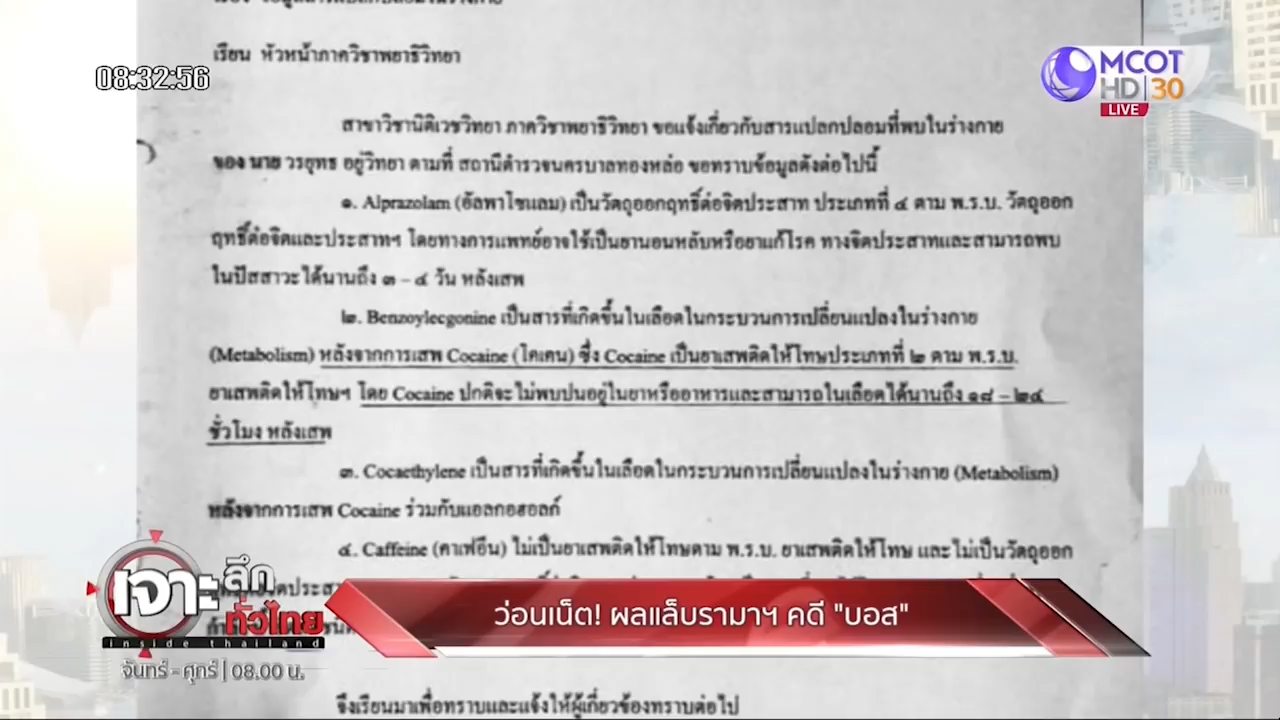 เรียน หัวหน้าภาควิชาพยาธิวิทยา
08:32:56
MCOT
HD 30
LIVE
สาขาวิชานิติเวชวิทยา ภาควิชาพยาธิวิทยา ขอแจ้งเกี่ยวกับสารแปลกปลอมที่พบในร่างกาย
ของ นาย วรยุทธ อยู่วิทยา ตามที่ สถานีตำรวจนครบาลทองหล่อ ขอทราบข้อมูลดังต่อไปนี้
๑. Alprazolam (อัลพาโซแลม) เป็นวัตถุออกฤทธิ์ต่อจิตประสาท ประเภทที่ ๔ ตาม พ.ร.บ. วัตถุออก
ฤทธิ์ต่อจิตและประสาทฯ โดยทางการแพทย์อาจใช้เป็นยานอนหลับหรือยาแก้โรค ทางจิตประสาทและสามารถพบ
ในปัสสาวะได้นานถึง ๓ – ๔ วัน หลังเสพ
๒. Benzoylecgonine เป็นสารที่เกิดขึ้นในเลือดในกระบวนการเปลี่ยนแปลงในร่างกาย
(Metabolism) หลังจากการเสพ Cocaine (โคเคน) ซึ่ง Cocaine เป็นยาเสพติดให้โทษประเภทที่ ๒ ตาม พ.ร.บ.
ยาเสพติดให้โทษฯ โดย Cocaine ปกติจะไม่พบปนอยู่ในยาหรืออาหารและสามารถในเลือดได้นานถึง ๑๘ – ๒๔
ชั่วโมง หลังเสพ
๓. Cocaethylene เป็นสารที่เกิดขึ้นในเลือดในกระบวนการเปลี่ยนแปลงในร่างกาย (Metabolism)
หลังจากการเสพ Cocaine ร่วมกับแอลกอฮอลก์
๔. Caffeine (คาเฟอีน) ไม่เป็นยาเสพติดให้โทษตาม พ.ร.บ. ยาเสพติดให้โทษ และไม่เป็นวัตถุออก
เจาะลึกทั่วไทย
inside thailand
จันทร์ - ศุกร์ | 08.00 น.
ว่อนเน็ต! ผลแล็บรามาฯ คดี "บอส"
จึงเรียนมาเพื่อทราบและแจ้งให้ผู้เกี่ยวข้องทราบต่อไป